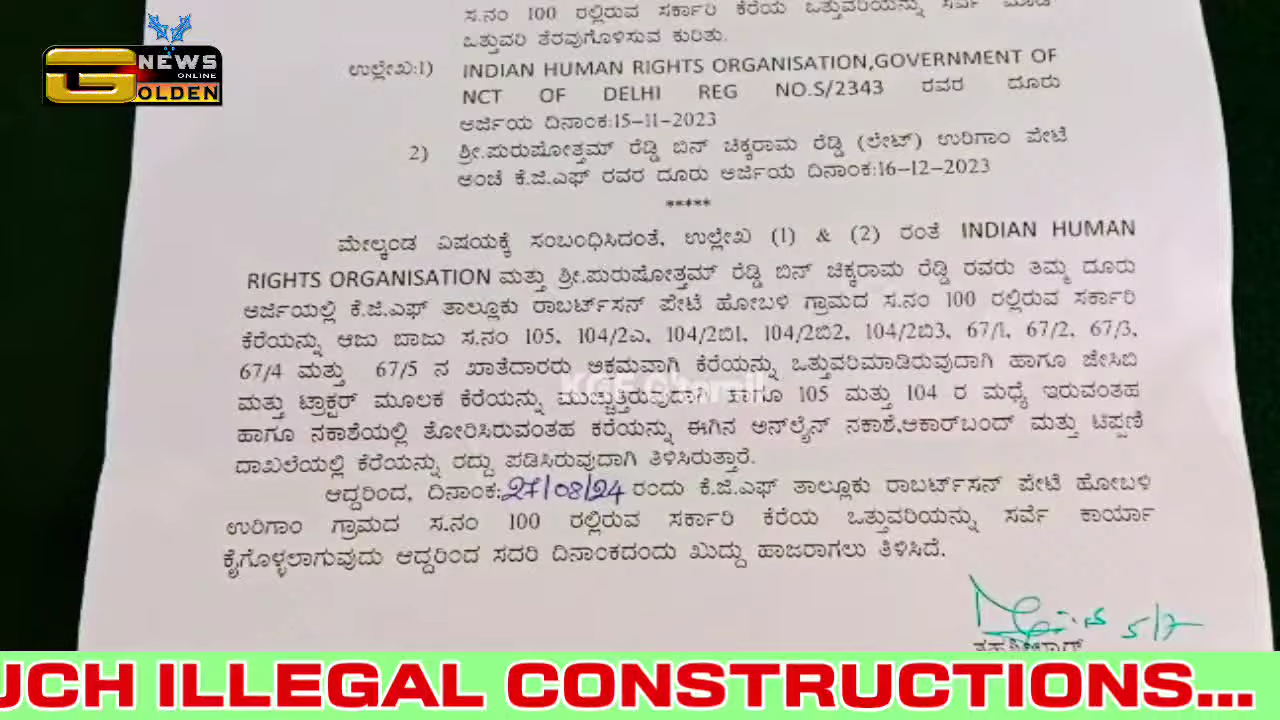 NEWS
ONLINE
GOLDEN
ಸ.ನಂ 100 ರಲ್ಲಿರುವ ಸರ್ಕಾರಿ ಕೆರೆಯ ಒತ್ತುವರಿಯನ್ನು ಸರ್ವೆ ಮಾಡಿ
ಒತ್ತುವರಿ ತೆರವುಗೊಳಿಸುವ ಕುರಿತು.
ಉಲ್ಲೇಖ:1) INDIAN HUMAN RIGHTS ORGANISATION,GOVERNMENT OF
NCT OF DELHI REG NO.S/2343 ರವರ ದೂರು
ಅರ್ಜಿಯ ದಿನಾಂಕ:15-11-2023
2) ಶ್ರೀ.ಪುರುಷೋತ್ತಮ್ ರೆಡ್ಡಿ ಬಿನ್ ಚಿಕ್ಕರಾಮ ರೆಡ್ಡಿ (ಲೇಟ್) ಉರಿಗಾಂ ಪೇಟೆ
ಅಂಚೆ ಕೆ.ಜಿ.ಎಫ್ ರವರ ದೂರು ಅರ್ಜಿಯ ದಿನಾಂಕ:16-12-2023
*****
ಮೇಲ್ಕಂಡ ವಿಷಯಕ್ಕೆ ಸಂಬಂಧಿಸಿದಂತೆ, ಉಲ್ಲೇಖ (1) & (2) ರಂತೆ INDIAN HUMAN
RIGHTS ORGANISATION ಮತ್ತು ಶ್ರೀ.ಪುರುಷೋತ್ತಮ್ ರೆಡ್ಡಿ ಬಿನ್ ಚಿಕ್ಕರಾಮ ರೆಡ್ಡಿ ರವರು ತಿಮ್ಮ ದೂರು
ಅರ್ಜಿಯಲ್ಲಿ ಕೆ.ಜಿ.ಎಫ್ ತಾಲ್ಲೂಕು ರಾಬರ್ಟ್‌ಸನ್ ಪೇಟೆ ಹೋಬಳಿ ಗ್ರಾಮದ ಸ.ನಂ 100 ರಲ್ಲಿರುವ ಸರ್ಕಾರಿ
ಕೆರೆಯನ್ನು ಆಜು ಬಾಜು ಸ.ನಂ 105, 104/2ಎ, 104/2ಬಿ1, 104/2ಬಿ2, 104/2ಬಿ3, 67/1, 67/2, 67/3,
67/4 ಮತ್ತು 67/5 ನ ಖಾತೆದಾರರು ಅಕ್ರಮವಾಗಿ ಕೆರೆಯನ್ನು ಒತ್ತುವರಿಮಾಡಿರುವುದಾಗಿ ಹಾಗೂ ಜೇಸಿಬಿ
ಮತ್ತು ಟ್ರಾಕ್ಟರ್ ಮೂಲಕ ಕೆರೆಯನ್ನು ಮುಚ್ಚುತ್ತಿರುವುದಾಗಿ ಹಾಗೂ 105 ಮತ್ತು 104 ರ ಮಧ್ಯೆ ಇರುವಂತಹ
ಹಾಗೂ ನಕಾಶೆಯಲ್ಲಿ ತೋರಿಸಿರುವಂತಹ ಕರೆಯನ್ನು ಈಗಿನ ಅನ್‌ಲೈನ್ ನಕಾಶೆ,ಆಕಾರ್‌ಬಂದ್ ಮತ್ತು ಟಿಪ್ಪಣಿ
ದಾಖಲೆಯಲ್ಲಿ ಕೆರೆಯನ್ನು ರದ್ದು ಪಡಿಸಿರುವುದಾಗಿ ತಿಳಿಸಿರುತ್ತಾರೆ.
ಆದ್ದರಿಂದ, ದಿನಾಂಕ:27/08/24 ರಂದು ಕೆ.ಜಿ.ಎಫ್ ತಾಲ್ಲೂಕು ರಾಬರ್ಟ್‌ಸನ್ ಪೇಟೆ ಹೋಬಳಿ
ಉರಿಗಾಂ ಗ್ರಾಮದ ಸ.ನಂ 100 ರಲ್ಲಿರುವ ಸರ್ಕಾರಿ ಕೆರೆಯ ಒತ್ತುವರಿಯನ್ನು ಸರ್ವೆ ಕಾರ್ಯಾ
ಕೈಗೊಳ್ಳಲಾಗುವುದು ಆದ್ದರಿಂದ ಸದರಿ ದಿನಾಂಕದಂದು ಖುದ್ದು ಹಾಜರಾಗಲು ತಿಳಿಸಿದೆ.
5/7
UCH ILLEGAL CONSTRUCTIONS...